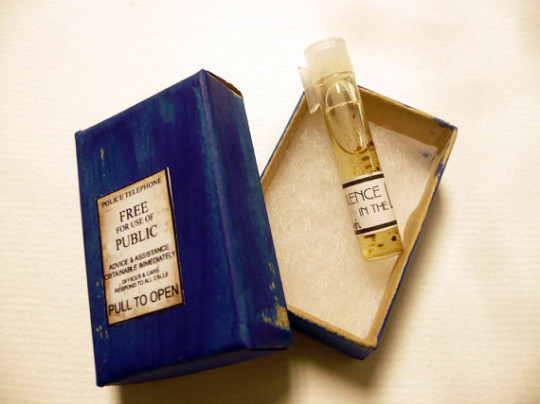 POLICE TELEPHONE
FREE
FOR USE OF
PUBLIC
ADVICE & ASSISTANCE
OBTAINABLE IMMEDIATELY
OFFICER & CARS
RESPOND TO ALL CALLS
PULL TO OPEN
LENCE
IN THE